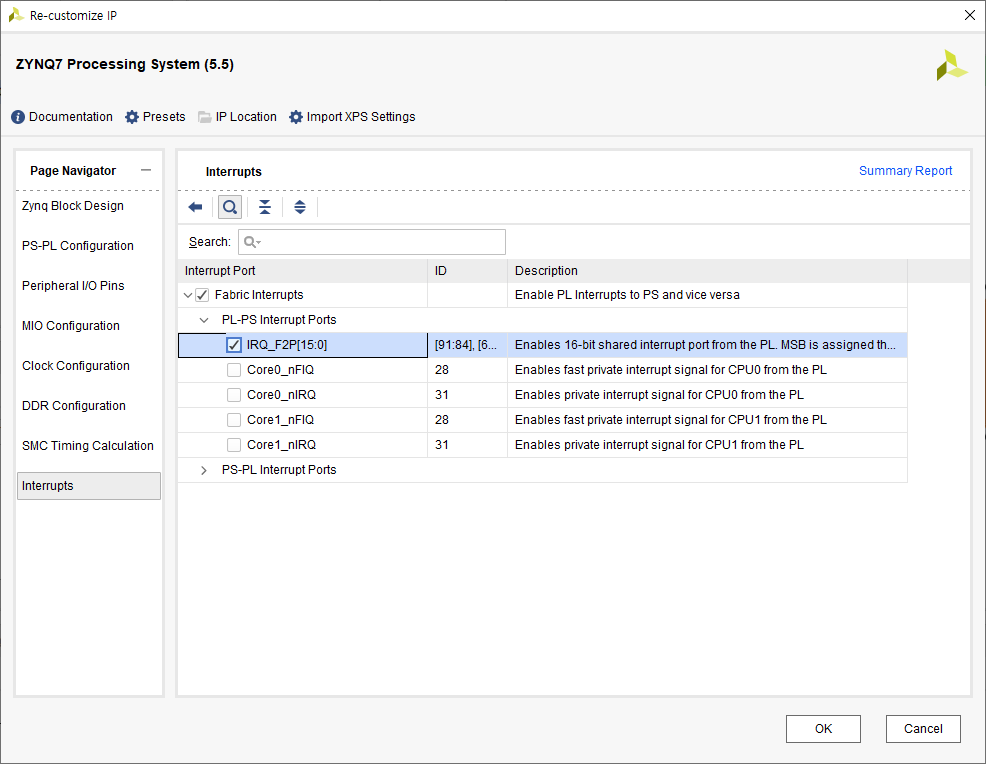 Re-customize IP
ZYNQ7 Processing System (5.5)
Documentation Presets IP Location Import XPS Settings
Page Navigator
Zynq Block Design
PS-PL Configuration
Peripheral I/O Pins
MIO Configuration
Clock Configuration
DDR Configuration
SMC Timing Calculation
Interrupts
Interrupts Summary Report
Search:
Interrupt Port ID Description
Fabric Interrupts Enable PL Interrupts to PS and vice versa
PL-PS Interrupt Ports
IRQ_F2P[15:0] [91:84], [6... Enables 16-bit shared interrupt port from the PL. MSB is assigned th...
Core0_nFIQ 28 Enables fast private interrupt signal for CPU0 from the PL
Core0_nIRQ 31 Enables private interrupt signal for CPU0 from the PL
Core1_nFIQ 28 Enables fast private interrupt signal for CPU1 from the PL
Core1_nIRQ 31 Enables private interrupt signal for CPU1 from the PL
PS-PL Interrupt Ports
OK Cancel